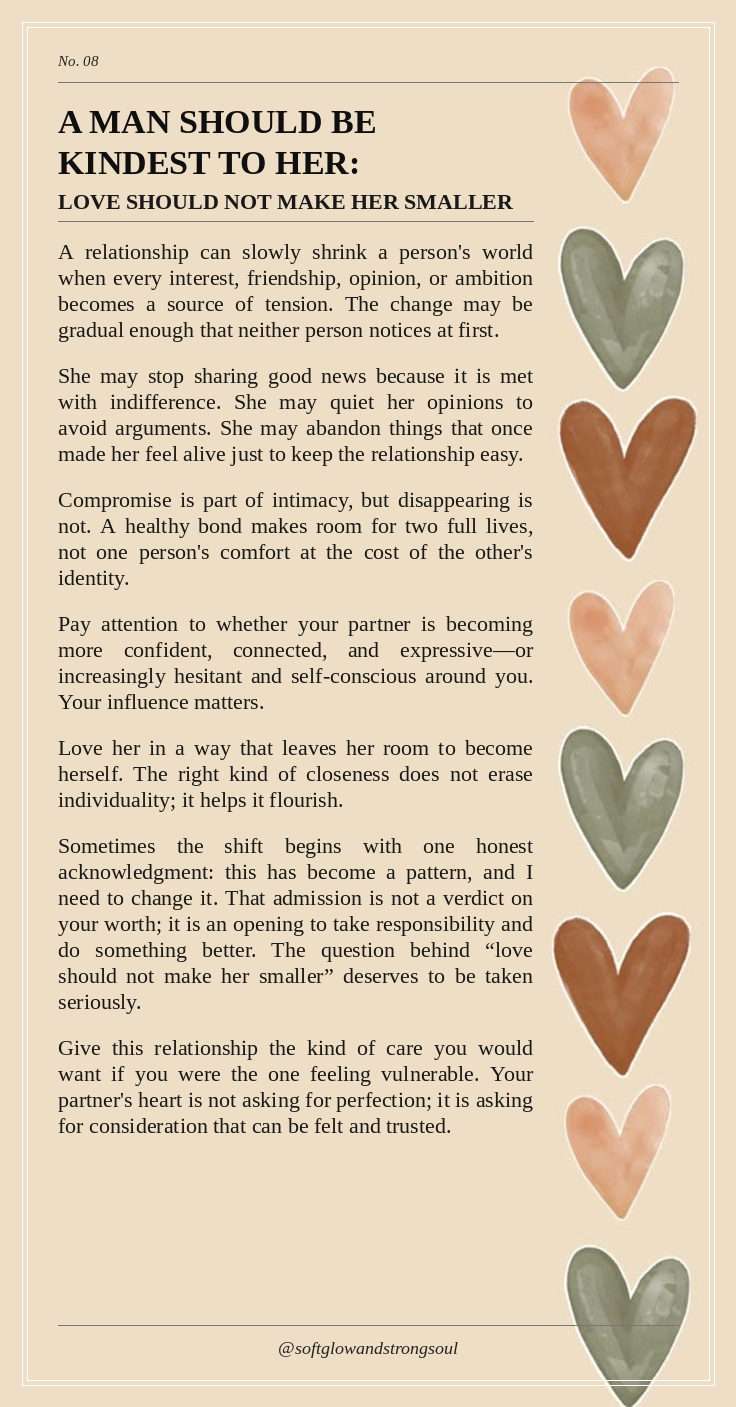 No. 08
A MAN SHOULD BE
KINDEST TO HER:
LOVE SHOULD NOT MAKE HER SMALLER
A relationship can slowly shrink a person's world
when every interest, friendship, opinion, or ambition
becomes a source of tension. The change may be
gradual enough that neither person notices at first.
She may stop sharing good news because it is met
with indifference. She may quiet her opinions to
avoid arguments. She may abandon things that once
made her feel alive just to keep the relationship easy.
Compromise is part of intimacy, but disappearing is
not. A healthy bond makes room for two full lives,
not one person's comfort at the cost of the other's
identity.
Pay attention to whether your partner is becoming
more confident, connected, and expressive—or
increasingly hesitant and self-conscious around you.
Your influence matters.
Love her in a way that leaves her room to become
herself. The right kind of closeness does not erase
individuality; it helps it flourish.
Sometimes the shift begins with one honest
acknowledgment: this has become a pattern, and I
need to change it. That admission is not a verdict on
your worth; it is an opening to take responsibility and
do something better. The question behind “love
should not make her smaller” deserves to be taken
seriously.
Give this relationship the kind of care you would
want if you were the one feeling vulnerable. Your
partner's heart is not asking for perfection; it is asking
for consideration that can be felt and trusted.
@softglowandstrongsoul